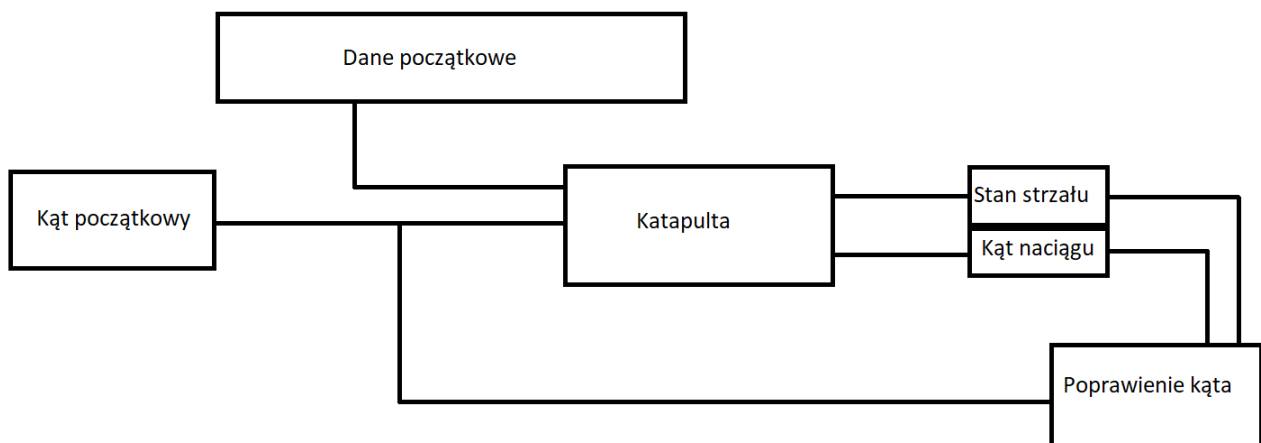 Dane początkowe
Kąt początkowy
Katapulta
Stan strzału
Kąt naciągu
Poprawienie kąta